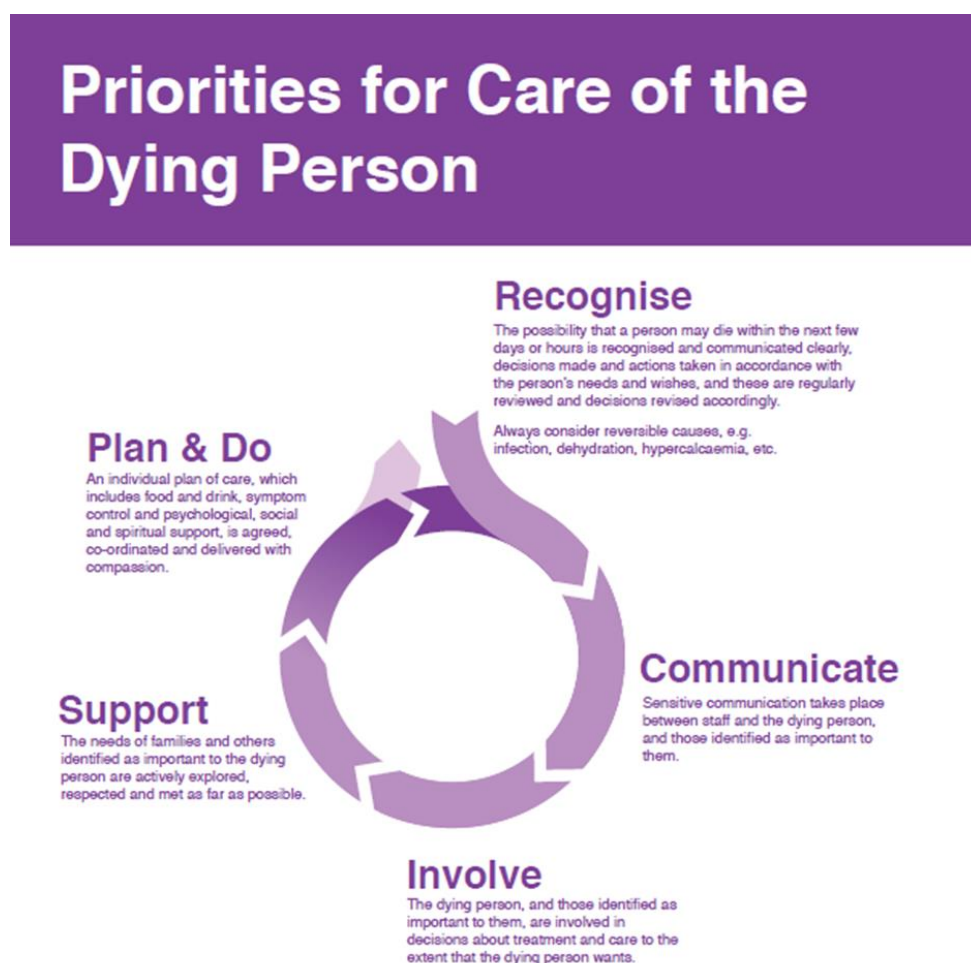 Priorities for Care of the
Dying Person
Recognise
The possibility that a person may die within the next few
days or hours is recognised and communicated clearly,
decisions made and actions taken in accordance with
the person's needs and wishes, and these are regularly
reviewed and decisions revised accordingly.
Always consider reversible causes, e.g.
infection, dehydration, hypercalcaemia, etc.
Communicate
Sensitive communication takes place
between staff and the dying person,
and those identified as important to
them.
Involve
The dying person, and those identified as
important to them, are involved in
decisions about treatment and care to the
extent that the dying person wants.
Support
The needs of families and others
identified as important to the dying
person are actively explored,
respected and met as far as possible.
Plan & Do
An individual plan of care, which
includes food and drink, symptom
control and psychological, social
and spiritual support, is agreed,
co-ordinated and delivered with
compassion.